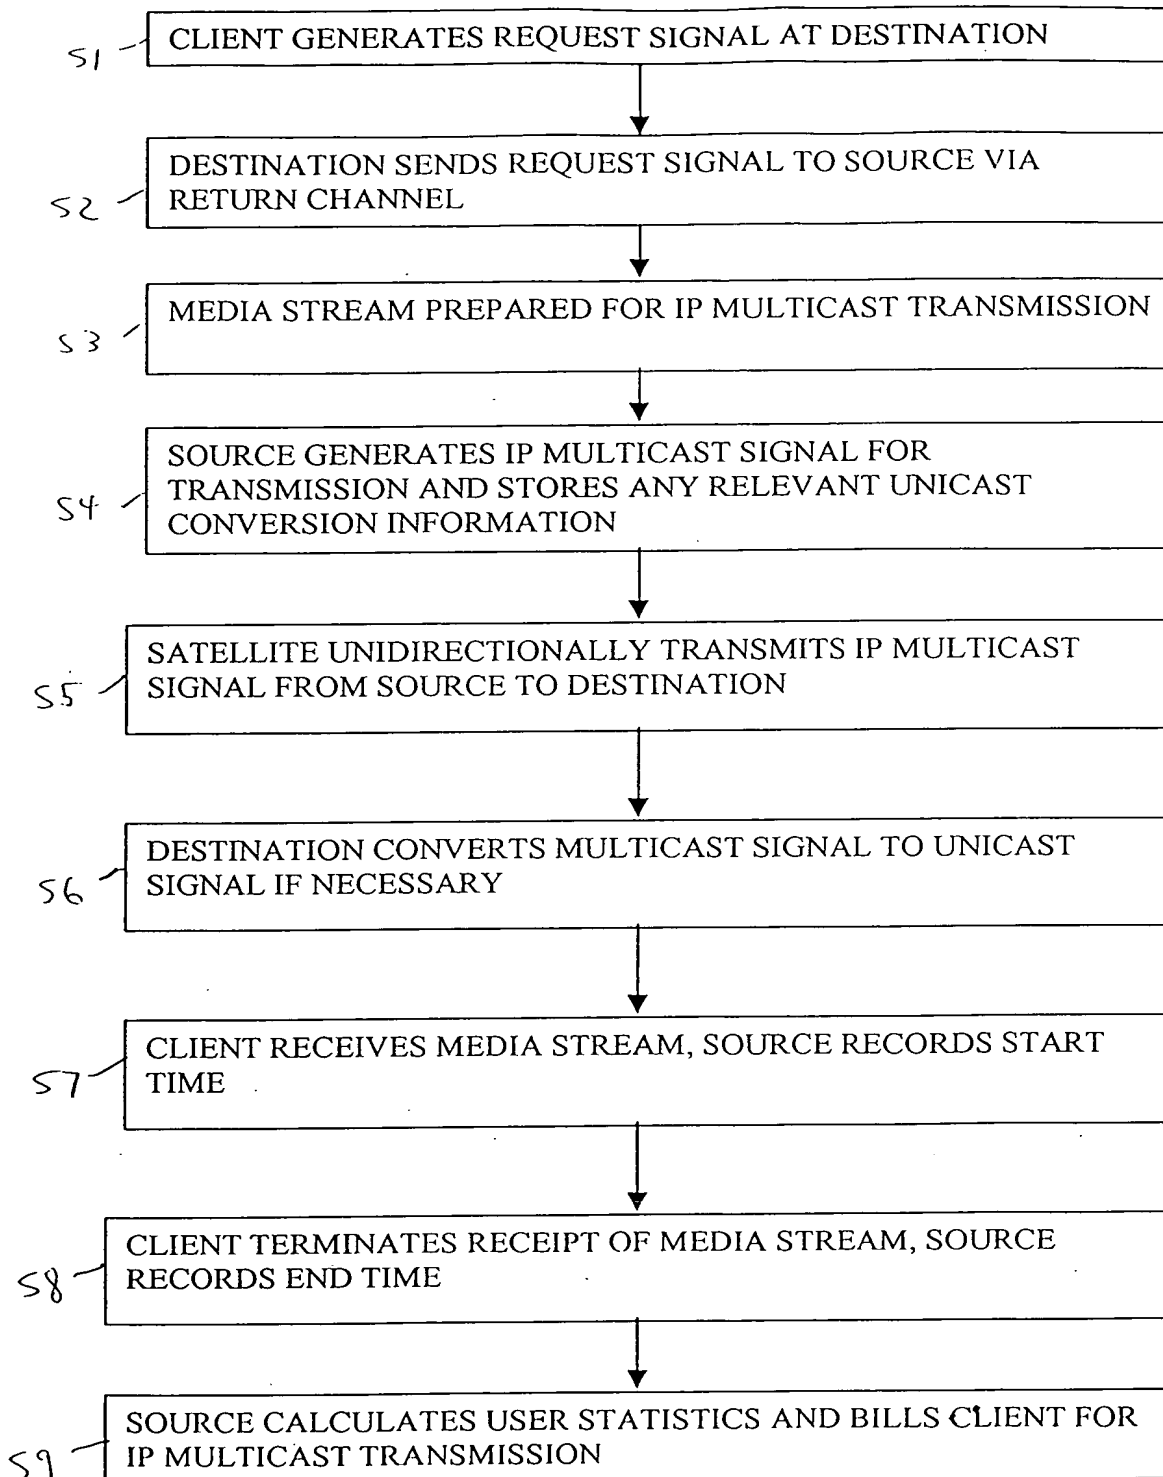 S1
CLIENT GENERATES REQUEST SIGNAL AT DESTINATION
S2
DESTINATION SENDS REQUEST SIGNAL TO SOURCE VIA
RETURN CHANNEL
S3
MEDIA STREAM PREPARED FOR IP MULTICAST TRANSMISSION
S4
SOURCE GENERATES IP MULTICAST SIGNAL FOR
TRANSMISSION AND STORES ANY RELEVANT UNICAST
CONVERSION INFORMATION
S5
SATELLITE UNIDIRECTIONALLY TRANSMITS IP MULTICAST
SIGNAL FROM SOURCE TO DESTINATION
S6
DESTINATION CONVERTS MULTICAST SIGNAL TO UNICAST
SIGNAL IF NECESSARY
S7
CLIENT RECEIVES MEDIA STREAM, SOURCE RECORDS START
TIME
S8
CLIENT TERMINATES RECEIPT OF MEDIA STREAM, SOURCE
RECORDS END TIME
S9
SOURCE CALCULATES USER STATISTICS AND BILLS CLIENT FOR
IP MULTICAST TRANSMISSION